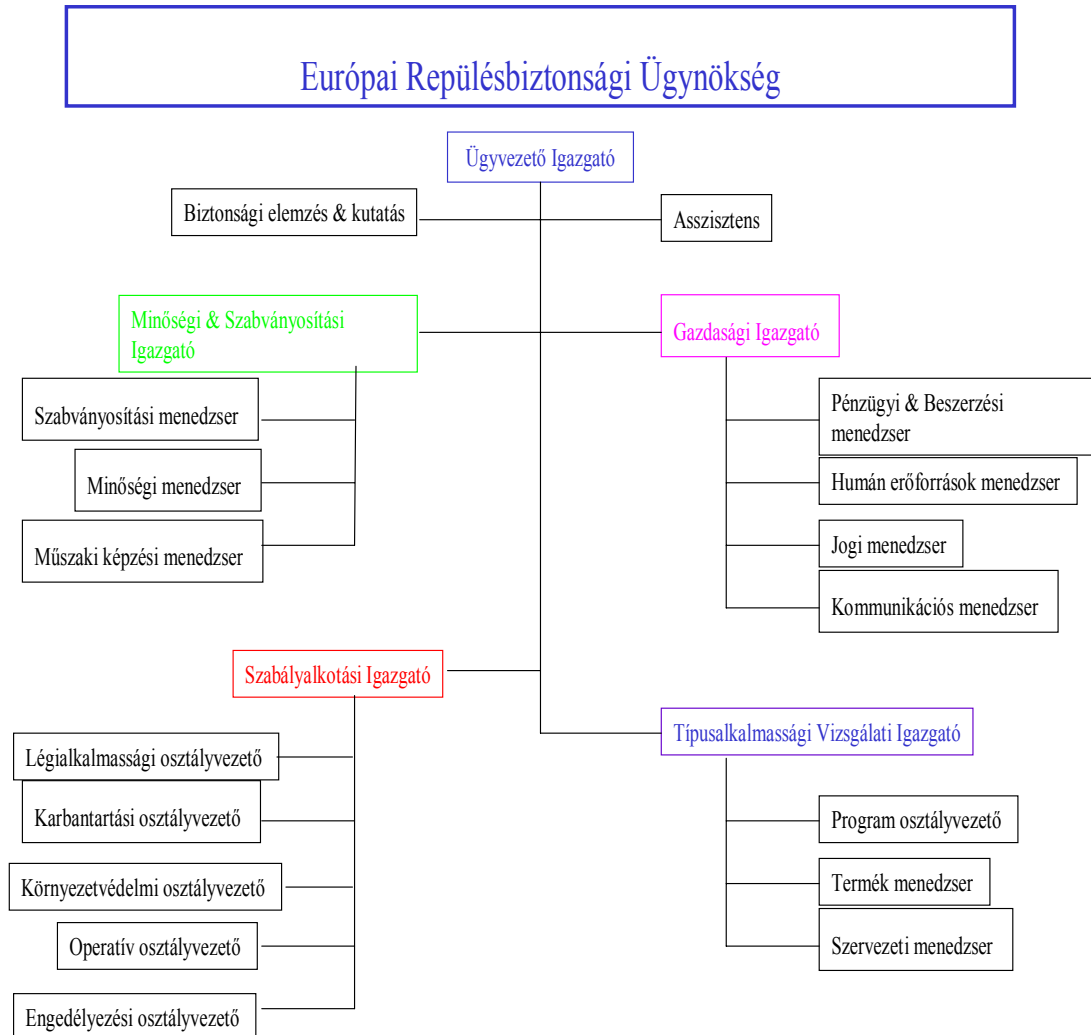 Európai Repülésbiztonsági Ügynökség
Ügyvezető Igazgató
Biztonsági elemzés & kutatás
Asszisztens
Minőségi & Szabványosítási
Igazgató
Szabványosítási menedzser
Minőségi menedzser
Műszaki képzési menedzser
Gazdasági Igazgató
Pénzügyi & Beszerzési
menedzser
Humán erőforrások menedzser
Jogi menedzser
Kommunikációs menedzser
Szabályalkotási Igazgató
Légialkalmassági osztályvezető
Karbantartási osztályvezető
Környezetvédelmi osztályvezető
Operatív osztályvezető
Engedélyezési osztályvezető
Típusalkalmassági Vizsgálati Igazgató
Program osztályvezető
Termék menedzser
Szervezeti menedzser